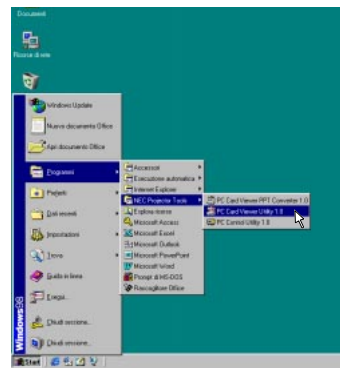 Documenti
Risorse di rete
Windows Update
Nuovo documento Office
Apri documento Office
Programmi
Preferiti
Dati recenti
Impostazioni
Trova
Guida in linea
Esegui...
Chiudi sessione...
Chiudi sessione...
Windows98
Accessori
Esecuzione automatica
Internet Explorer
NEC Projector Tools
Esplora risorse
Microsoft Access
Microsoft Excel
Microsoft Outlook
Microsoft PowerPoint
Microsoft Word
Prompt di MS-DOS
Raccoglitore Office
PC Card Viewer PPT Converter 1.0
PC Card Viewer Utility 1.0
PC Control Utility 1.0
Start